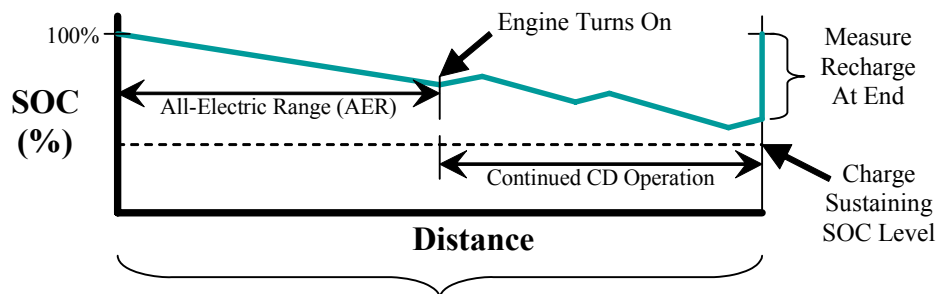 Engine Turns On
100%
Measure
Recharge
At End
SOC
(%)
All-Electric Range (AER)
Continued CD Operation
Charge
Sustaining
SOC Level
Distance